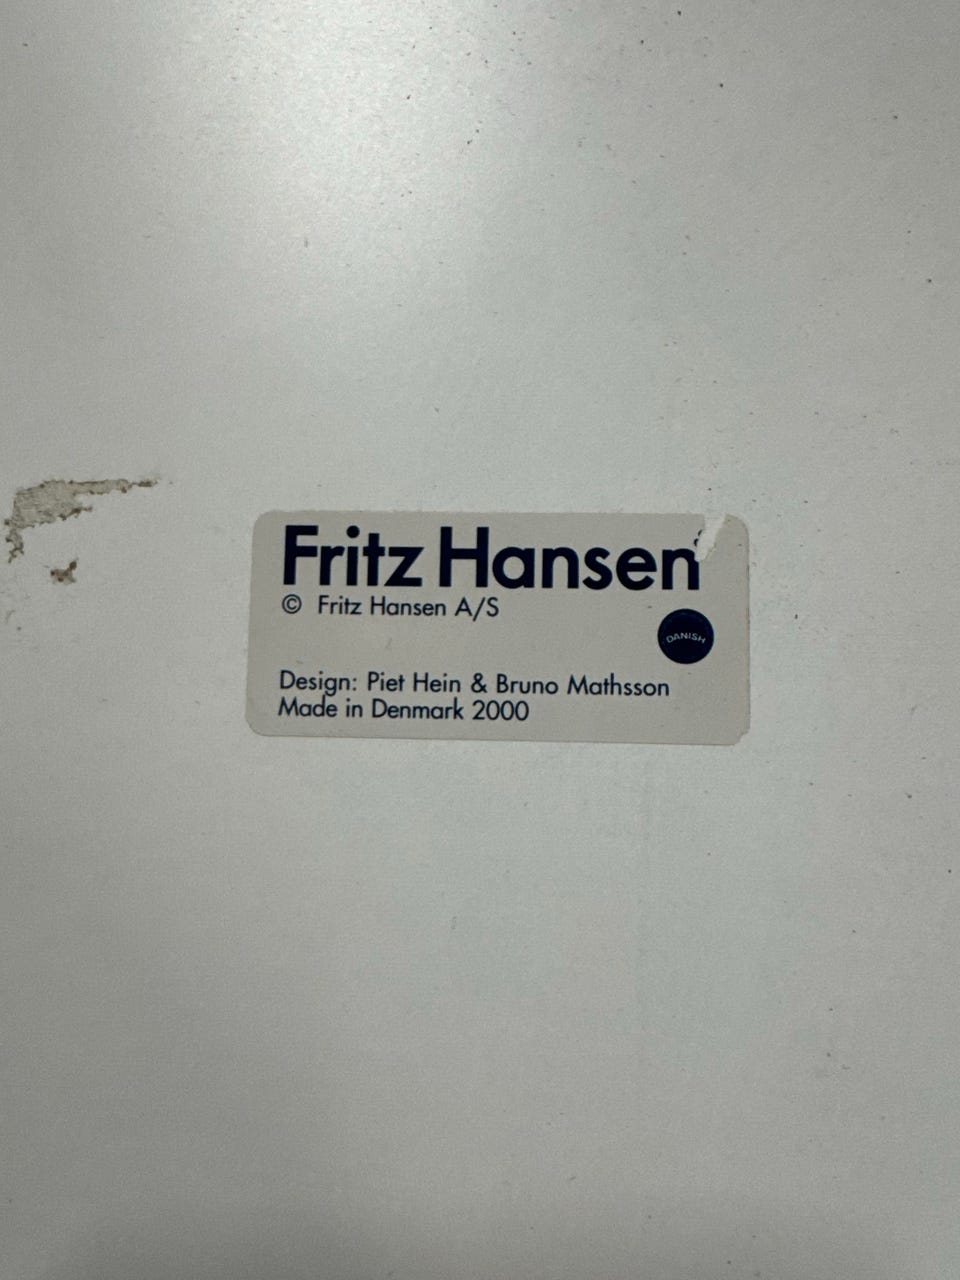 Fritz Hansen
© Fritz Hansen A/S
DANISH
Design: Piet Hein & Bruno Mathsson
Made in Denmark 2000